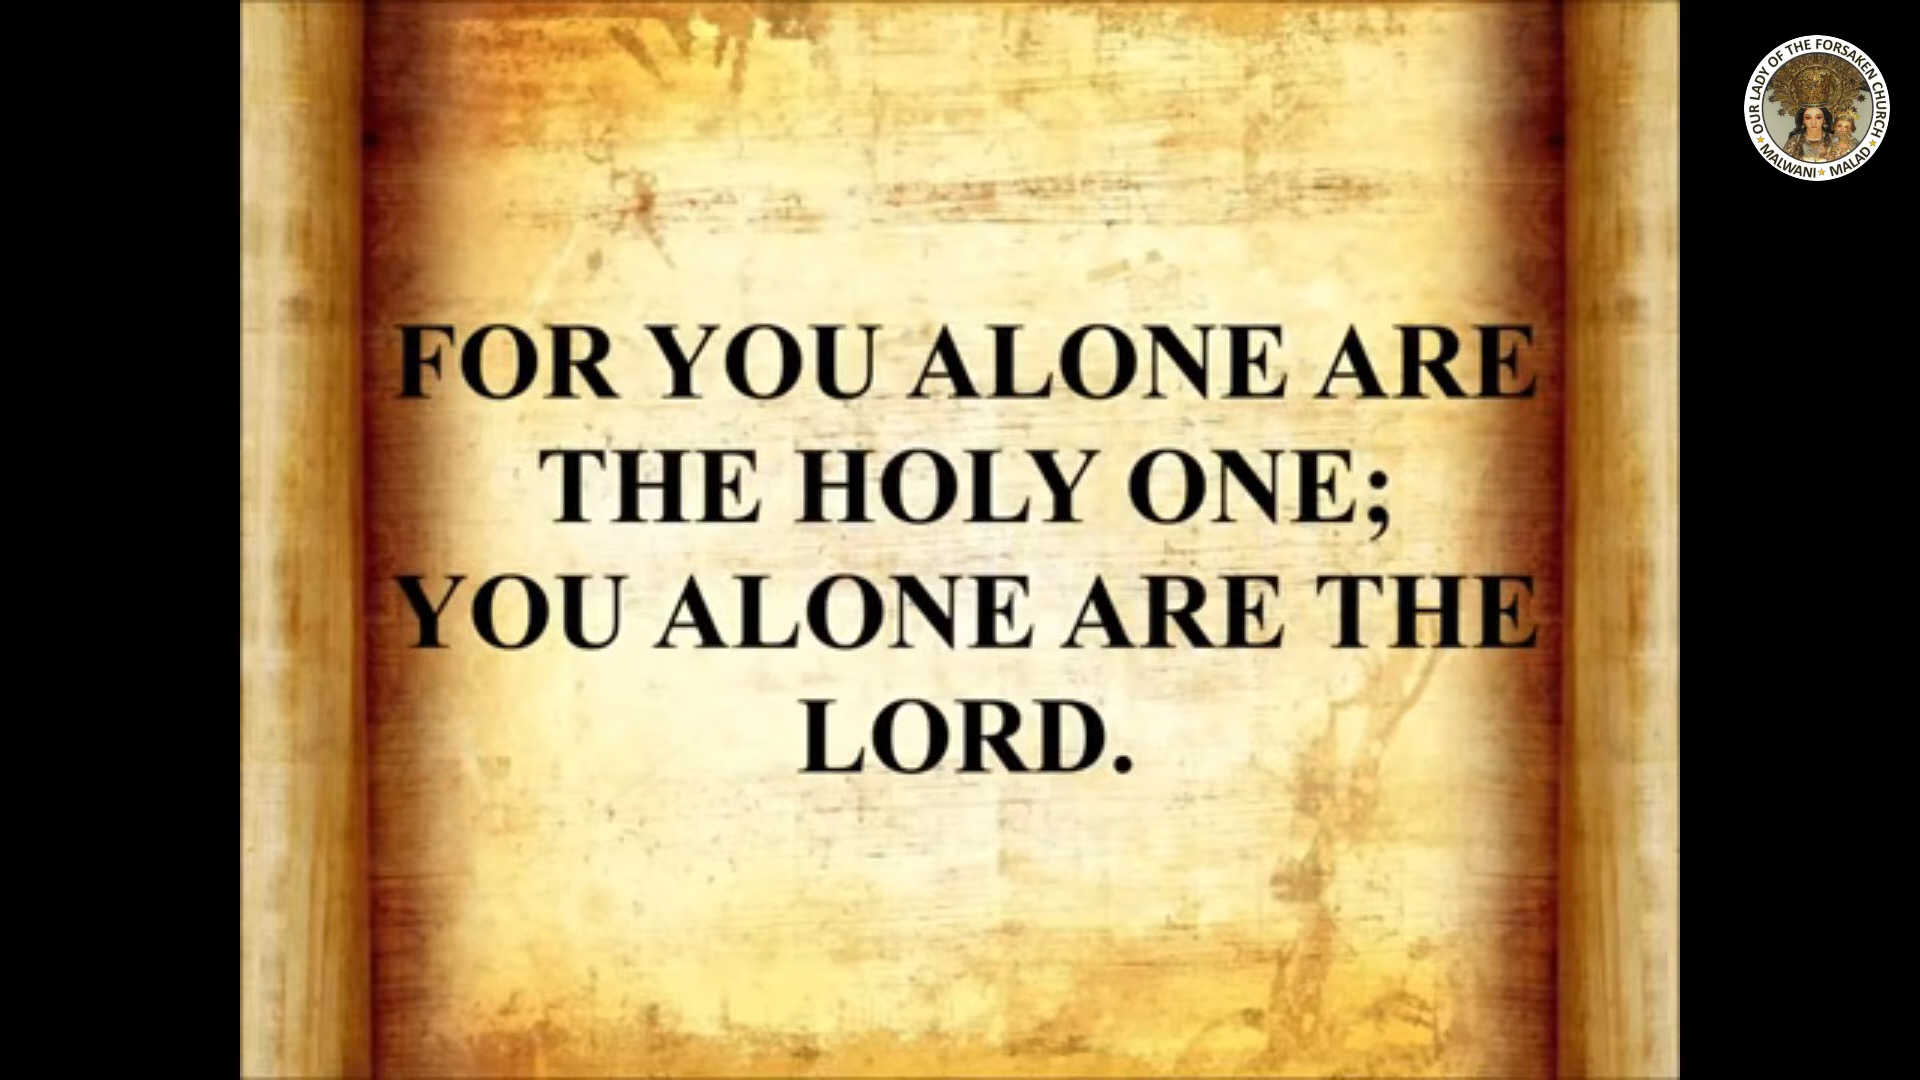 FOR YOU ALONE ARE
THE HOLY ONE;
YOU ALONE ARE THE
LORD.
OUR LADY OF THE FORSAKEN CHURCH
MALWANI ★ MALAD